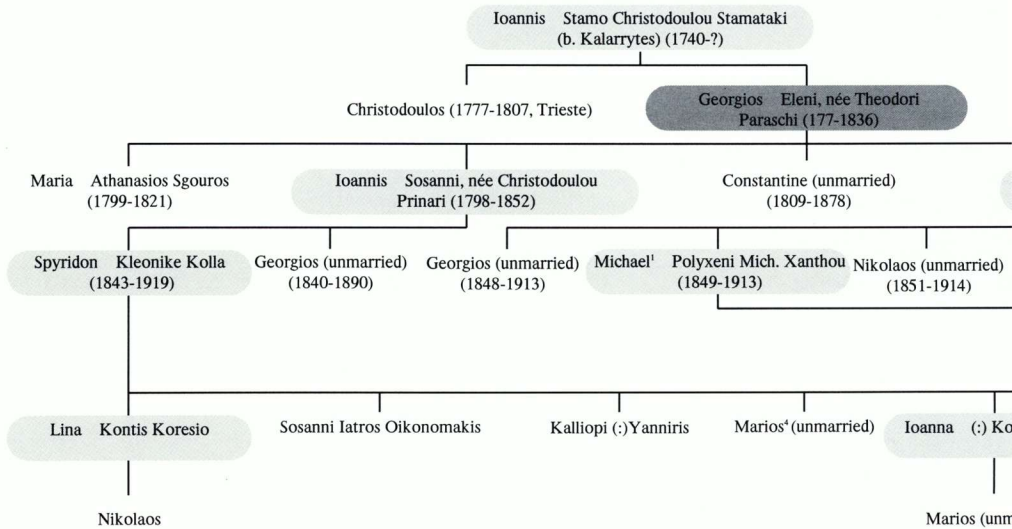 Ioannis Stamo Christodoulou Stamataki
(b. Kalarrytes) (1740-?)
Christodoulos (1777-1807, Trieste)
Georgios Eleni, née Theodori
Paraschi (177-1836)
Maria Athanasios Sgouros
(1799-1821)
Ioannis Sosanni, née Christodoulou
Prinari (1798-1852)
Constantine (unmarried)
(1809-1878)
Spyridon Kleonike Kolla
(1843-1919)
Georgios (unmarried)
(1840-1890)
Georgios (unmarried)
(1848-1913)
Michael¹ Polyxeni Mich. Xanthou
(1849-1913)
Nikolaos (unmarried)
(1851-1914)
Lina Kontis Koresio
Sosanni Iatros Oikonomakis
Kalliopi (:)Yanniris
Marios⁴ (unmarried)
Ioanna (:) Ko
Nikolaos
Marios (unm